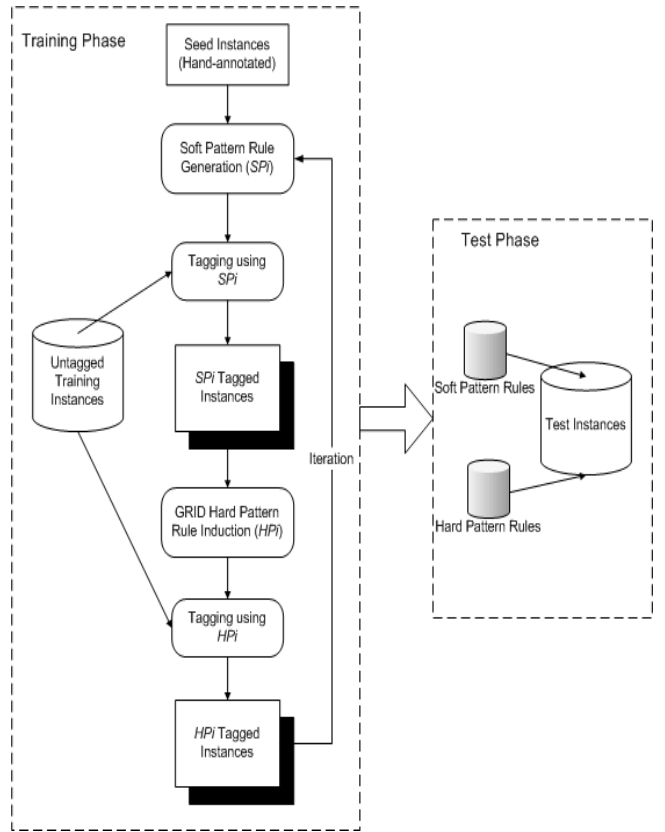 Training Phase
Seed Instances
(Hand-annotated)
Soft Pattern Rule
Generation (SPi)
Tagging using
SPi
Untagged
Training
Instances
SPi Tagged
Instances
Iteration
GRID Hard Pattern
Rule Induction (HPi)
Tagging using
HPi
HPi Tagged
Instances
Test Phase
Soft Pattern Rules
Test Instances
Hard Pattern Rules